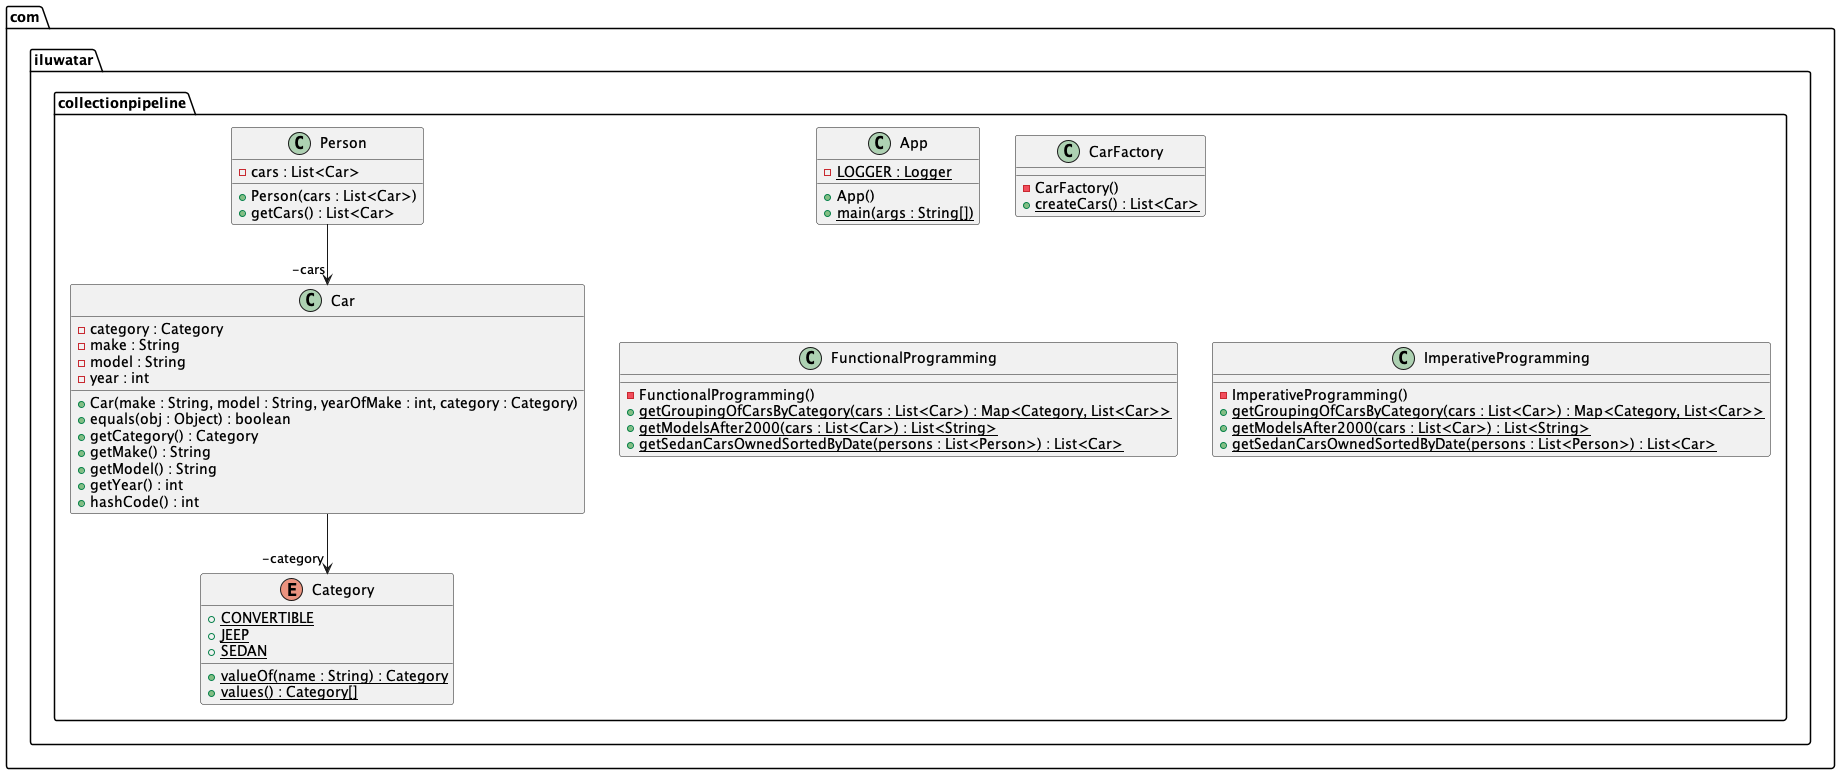 com
iluwatar
collectionpipeline
C Person
cars : List<Car>
Person(cars : List<Car>)
getCars() : List<Car>
C App
LOGGER : Logger
App()
main(args : String[])
C CarFactory
CarFactory()
createCars() : List<Car>
-cars
C Car
category : Category
make : String
model : String
year : int
Car(make : String, model : String, yearOfMake : int, category : Category)
equals(obj : Object) : boolean
getCategory() : Category
getMake() : String
getModel() : String
getYear() : int
hashCode() : int
C FunctionalProgramming
FunctionalProgramming()
getGroupingOfCarsByCategory(cars : List<Car>) : Map<Category, List<Car>>
getModelsAfter2000(cars : List<Car>) : List<String>
getSedanCarsOwnedSortedByDate(persons : List<Person>) : List<Car>
C ImperativeProgramming
ImperativeProgramming()
getGroupingOfCarsByCategory(cars : List<Car>) : Map<Category, List<Car>>
getModelsAfter2000(cars : List<Car>) : List<String>
getSedanCarsOwnedSortedByDate(persons : List<Person>) : List<Car>
-category
E Category
CONVERTIBLE
JEEP
SEDAN
valueOf(name : String) : Category
values() : Category[]